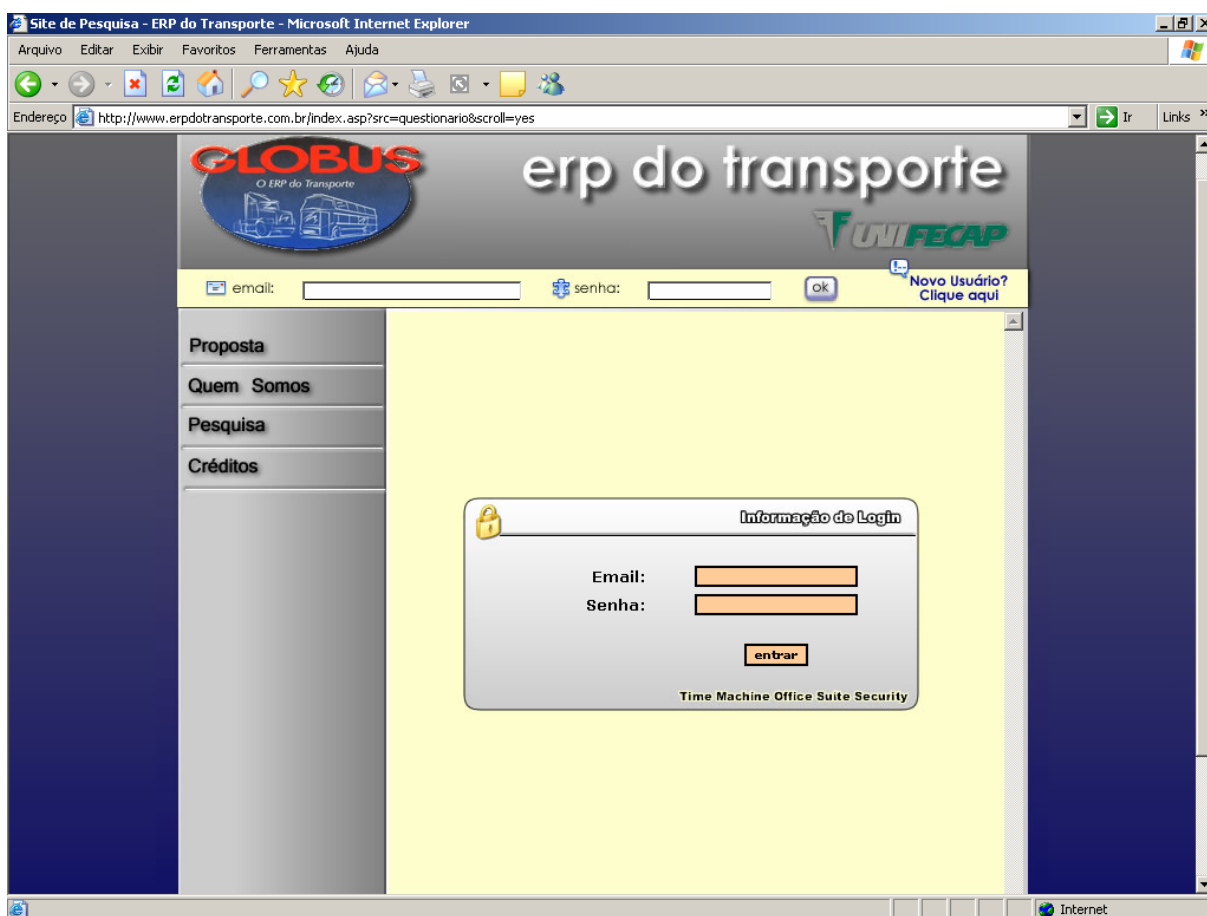 Site de Pesquisa - ERP do Transporte - Microsoft Internet Explorer
Arquivo Editar Exibir Favoritos Ferramentas Ajuda
Endereço http://www.erpdotransporte.com.br/index.asp?src=questionario&scroll=yes Ir Links »
GLOBUS
O ERP do Transporte
erp do transporte
UNIFECAP
email: senha: ok Novo Usuário?
Clique aqui
Proposta
Quem Somos
Pesquisa
Créditos
Informação de Login
Email:
Senha:
entrar
Time Machine Office Suite Security
Internet